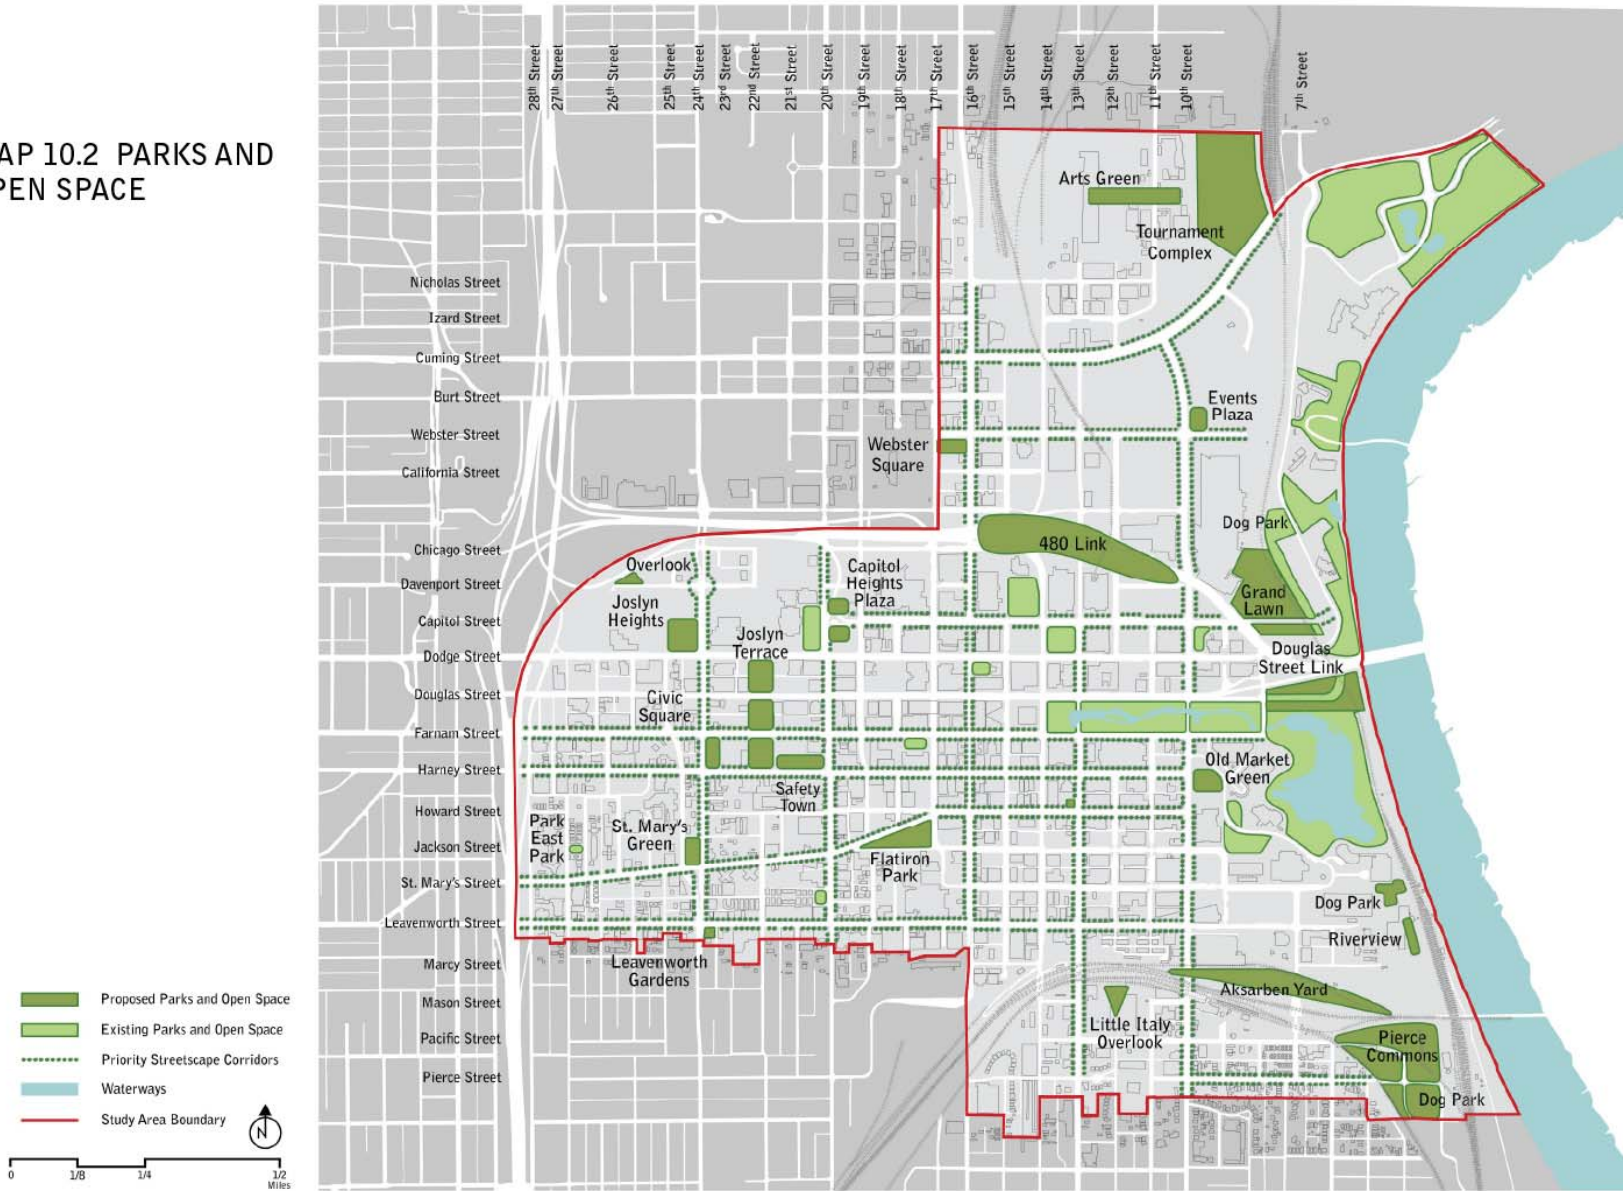 AP 10.2 PARKS AND
PEN SPACE
28th Street
27th Street
26th Street
25th Street
24th Street
23rd Street
22nd Street
21st Street
20th Street
19th Street
18th Street
17th Street
16th Street
15th Street
14th Street
13th Street
12th Street
11th Street
10th Street
7th Street
Arts Green
Tournament
Complex
Nicholas Street
Izard Street
Cuming Street
Burt Street
Webster Street
California Street
Chicago Street
Davenport Street
Capitol Street
Dodge Street
Douglas Street
Farnam Street
Harney Street
Howard Street
Jackson Street
St. Mary's Street
Leavenworth Street
Marcy Street
Mason Street
Pacific Street
Pierce Street
Events
Plaza
Webster
Square
Dog Park
480 Link
Overlook
Capitol
Heights
Plaza
Joslyn
Heights
Grand
Lawn
Joslyn
Terrace
Douglas
Street Link
Civic
Square
Old Market
Green
Safety
Town
Park
East
Park
St. Mary's
Green
Flatiron
Park
Dog Park
Riverview
Leavenworth
Gardens
Aksarben Yard
Little Italy
Overlook
Pierce
Commons
Dog Park
Proposed Parks and Open Space
Existing Parks and Open Space
Priority Streetscape Corridors
Waterways
Study Area Boundary
N
0 1/8 1/4 1/2
Miles